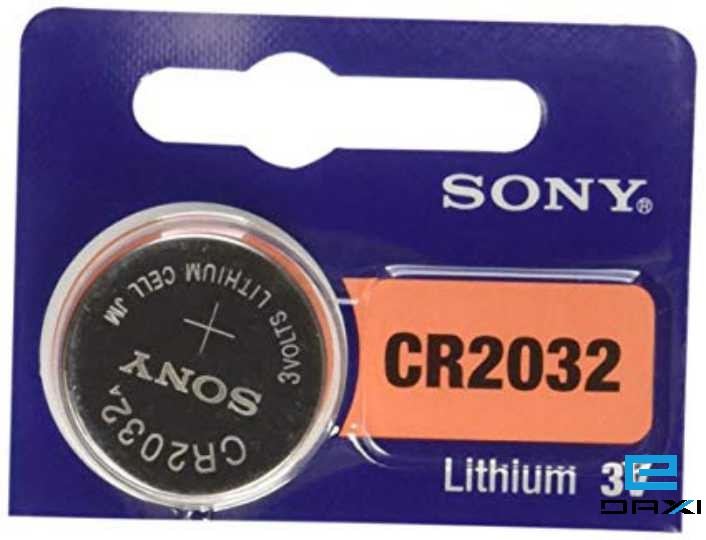 SONY®
CR2032
Lithium 3V
3VOLTS LITHIUM CELL JM
+
SONY
CR2032
e
DAXI